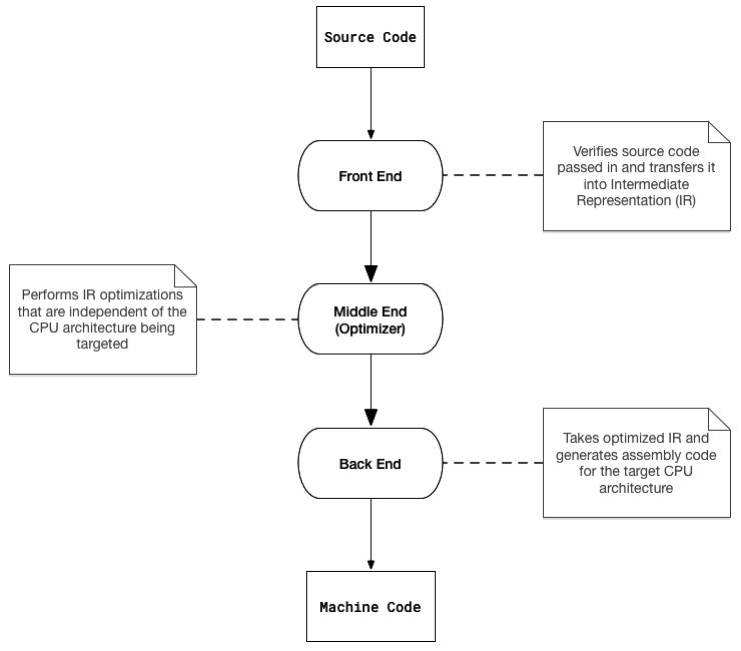 Source Code
Front End
Verifies source code
passed in and transfers it
into Intermediate
Representation (IR)
Performs IR optimizations
that are independent of the
CPU architecture being
targeted
Middle End
(Optimizer)
Back End
Takes optimized IR and
generates assembly code
for the target CPU
architecture
Machine Code